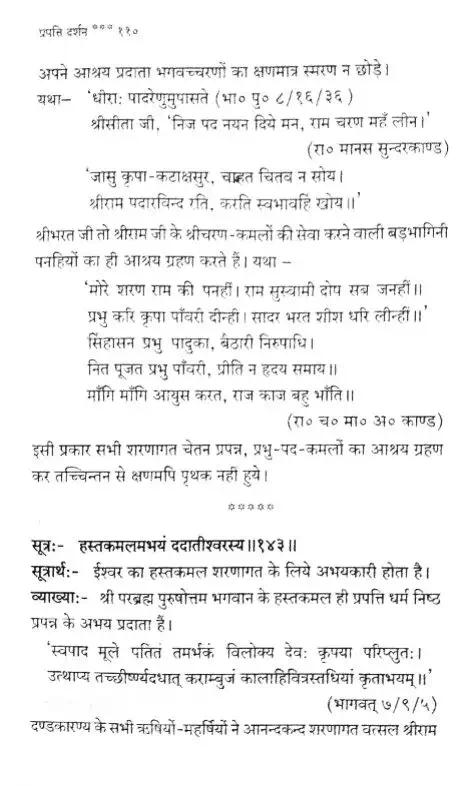 प्रपत्ति दर्शन *** ११०
अपने आश्रय प्रदाता भगवच्चरणों का क्षणमात्र स्मरण न छोड़े।
यथा– ‘धीराः पादरेणुमुपासते (भा० पु० ८/१६/३६ )
श्रीसीता जी, ‘निज पद नयन दिये मन, राम चरण महँ लीन।’
(रा० मानस सुन्दरकाण्ड)
‘जासु कृपा-कटाक्षसुर, चाहत चितव न सोय।
श्रीराम पदारविन्द रति, करति स्वभावहिं खोय॥’
श्रीभरत जी तो श्रीराम जी के श्रीचरण-कमलों की सेवा करने वाली बड़भागिनी
पनहियों का ही आश्रय ग्रहण करते हैं। यथा –
‘मोरे शरण राम की पनहीं। राम सुस्वामी दोष सब जनहीं॥
प्रभु करि कृपा पाँवरी दीन्ही। सादर भरत शीश धरि लीन्हीं॥’
सिंहासन प्रभु पादुका, बैठारी निरुपाधि।
नित पूजत प्रभु पाँवरी, प्रीति न हृदय समाय॥
माँगि माँगि आयुस करत, राज काज बहु भाँति॥
(रा० च० मा० अ० काण्ड)
इसी प्रकार सभी शरणागत चेतन प्रपन्न, प्रभु-पद-कमलों का आश्रय ग्रहण
कर तच्चिन्तन से क्षणमपि पृथक नही हुये।
*****
सूत्रः- हस्तकमलमभयं ददातीश्वरस्य॥१४३॥
सूत्रार्थः- ईश्वर का हस्तकमल शरणागत के लिये अभयकारी होता है।
व्याख्याः- श्री परब्रह्म पुरुषोत्तम भगवान के हस्तकमल ही प्रपत्ति धर्म निष्ठ
प्रपन्न के अभय प्रदाता हैं।
‘स्वपाद मूले पतितं तमर्भकं विलोक्य देवः कृपया परिप्लुतः।
उत्थाप्य तच्छीर्ष्ण्यदधात् कराम्बुजं कालाहिवित्रस्तधियां कृताभयम्॥’
(भागवत् ७/९/५)
दण्डकारण्य के सभी ऋषियों-महर्षियों ने आनन्दकन्द शरणागत वत्सल श्रीराम